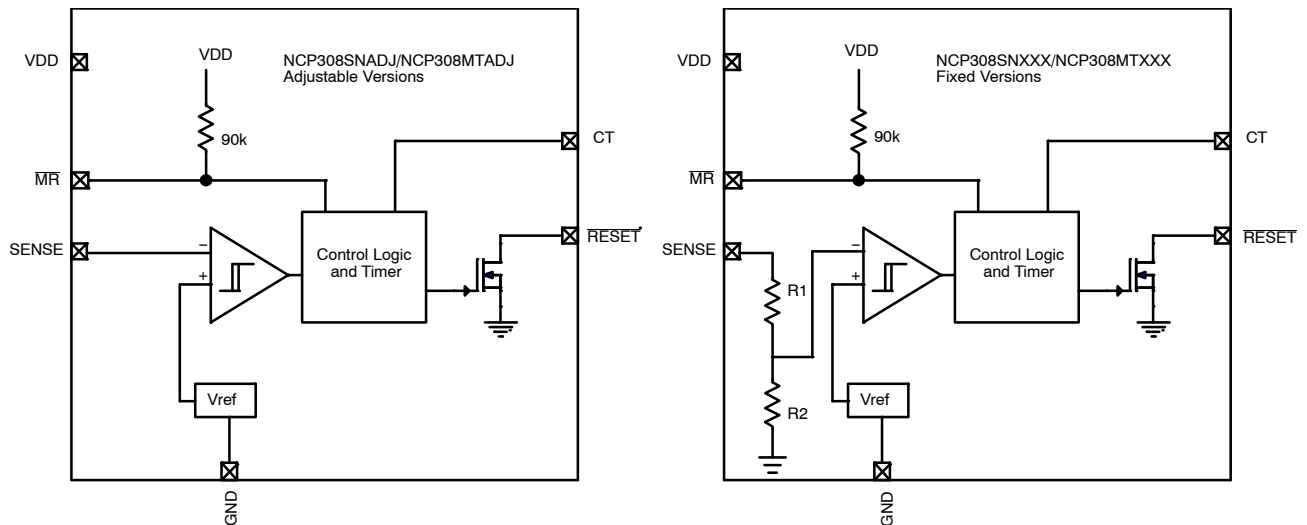 VDD
VDD
NCP308SNADJ/NCP308MTADJ
Adjustable Versions
90k
CT
MR
SENSE
−
+
Control Logic
and Timer
RESET
Vref
GND
VDD
VDD
NCP308SNXXX/NCP308MTXXX
Fixed Versions
90k
CT
MR
SENSE
−
+
Control Logic
and Timer
RESET
R1
R2
Vref
GND